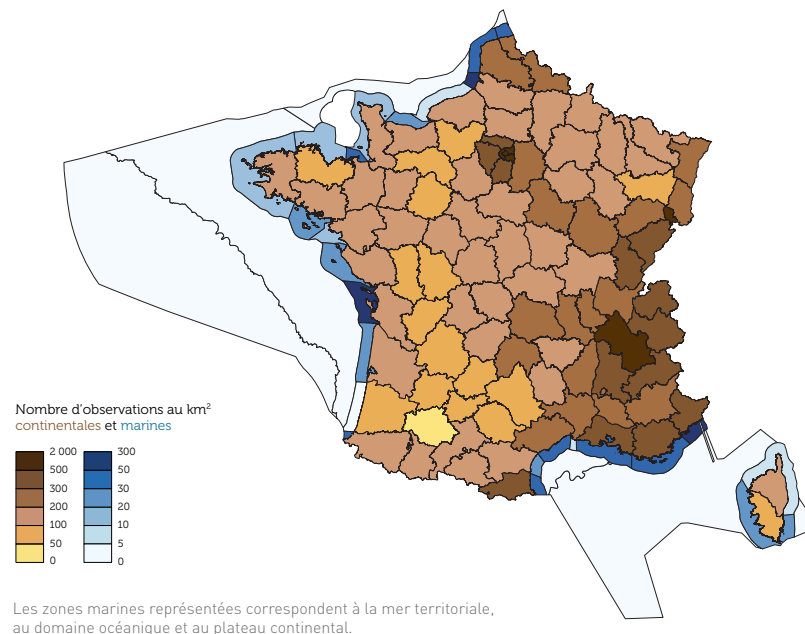 Nombre d'observations au km²
continentales et marines
2 000 300
500 50
300 30
200 20
100 10
50 5
0 0
Les zones marines représentées correspondent à la mer territoriale,
au domaine océanique et au plateau continental.